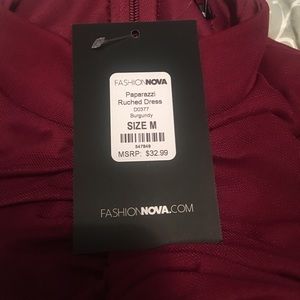 FASHIONNOVA
Paparazzi
Ruched Dress
D0377
Burgundy
SIZE M
547849
MSRP: $32.99
FASHIONNOVA.COM